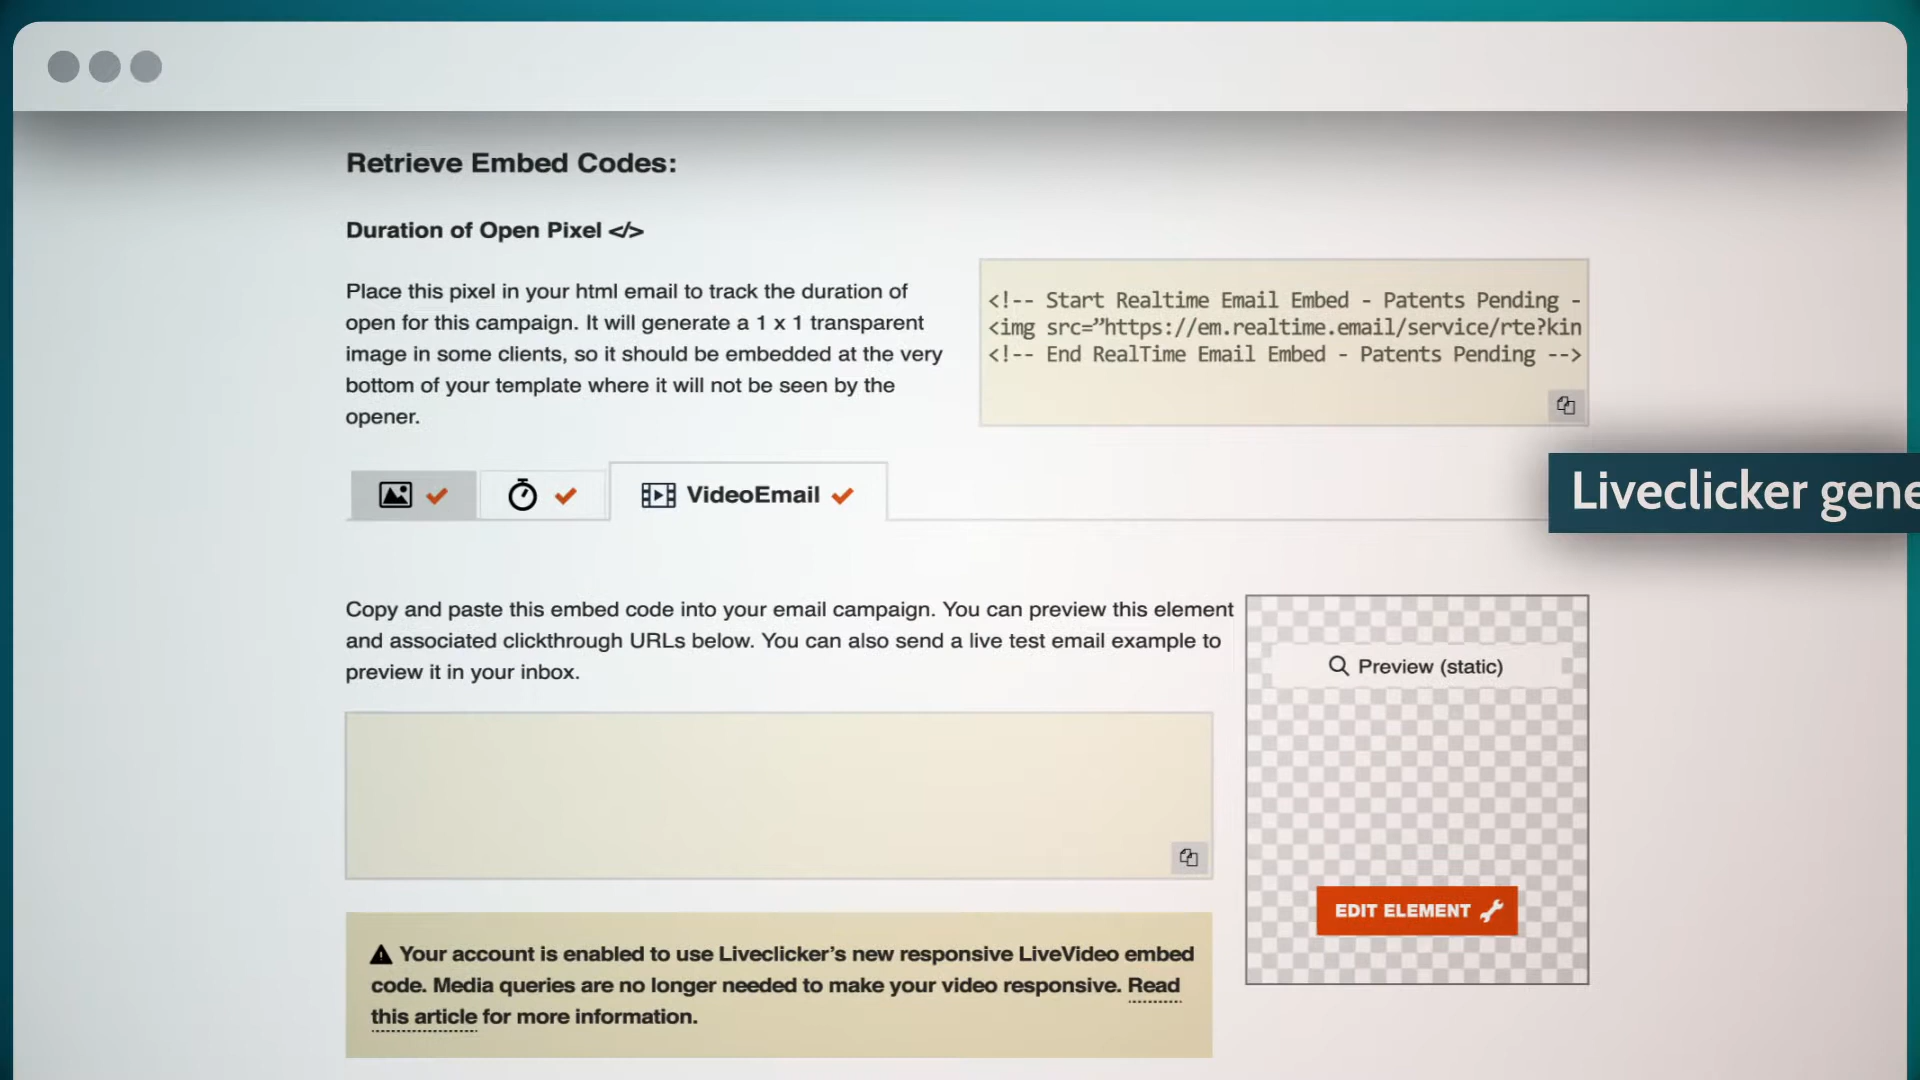 Retrieve Embed Codes:
Duration of Open Pixel </>
Place this pixel in your html email to track the duration of
open for this campaign. It will generate a 1 x 1 transparent
image in some clients, so it should be embedded at the very
bottom of your template where it will not be seen by the
opener.
<!-- Start Realtime Email Embed - Patents Pending -
<img src=”https://em.realtime.email/service/rte?kin
<!-- End RealTime Email Embed - Patents Pending -->
VideoEmail
Liveclicker gene
Copy and paste this embed code into your email campaign. You can preview this element
and associated clickthrough URLs below. You can also send a live test email example to
preview it in your inbox.
Preview (static)
EDIT ELEMENT
Your account is enabled to use Liveclicker’s new responsive LiveVideo embed
code. Media queries are no longer needed to make your video responsive. Read
this article for more information.